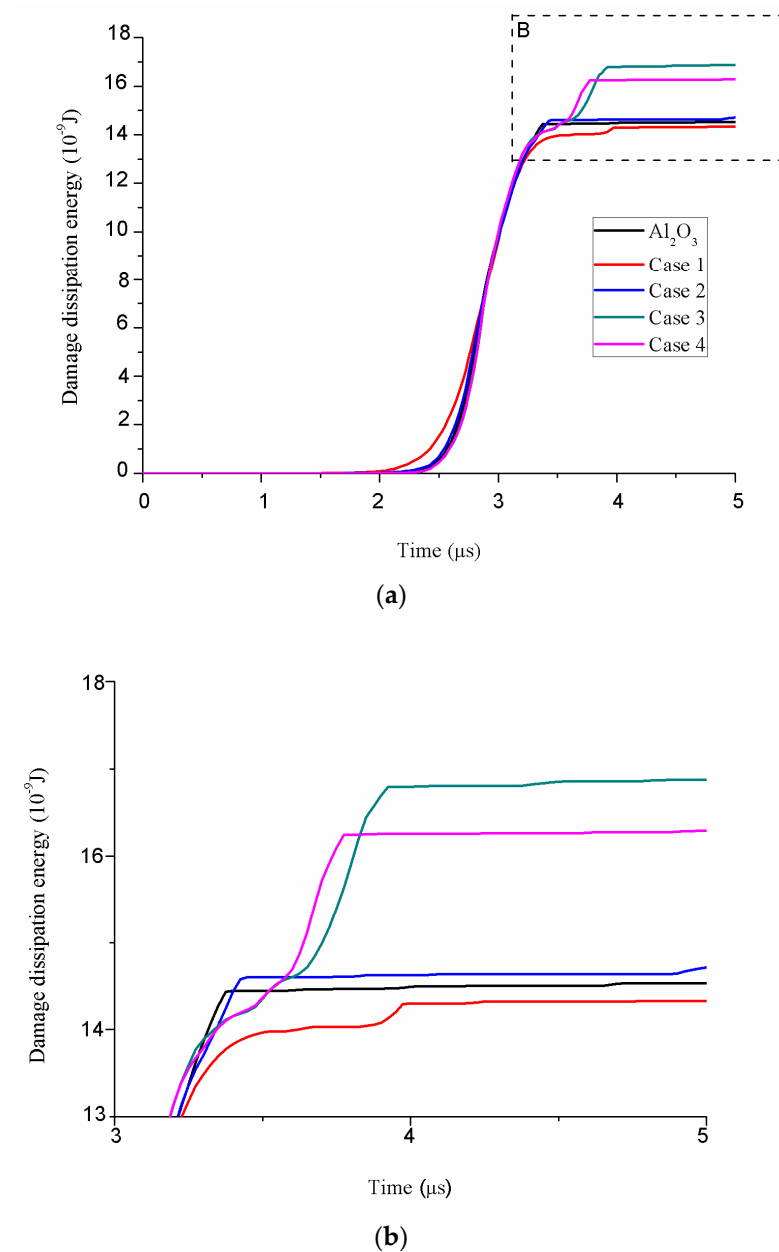 18
B
16
14
12
10
8
6
4
2
0
Damage dissipation energy (10⁻⁹J)
Al₂O₃
Case 1
Case 2
Case 3
Case 4
0 1 2 3 4 5
Time (μs)
(a)
18
16
14
13
Damage dissipation energy (10⁻⁹J)
3 4 5
Time (μs)
(b)